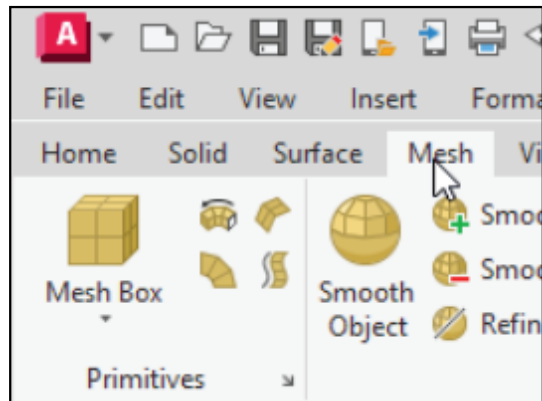 A
File Edit View Insert Forma
Home Solid Surface Mesh Vi
Mesh Box
Smooth Object
Smoo
Smoo
Refin
Primitives